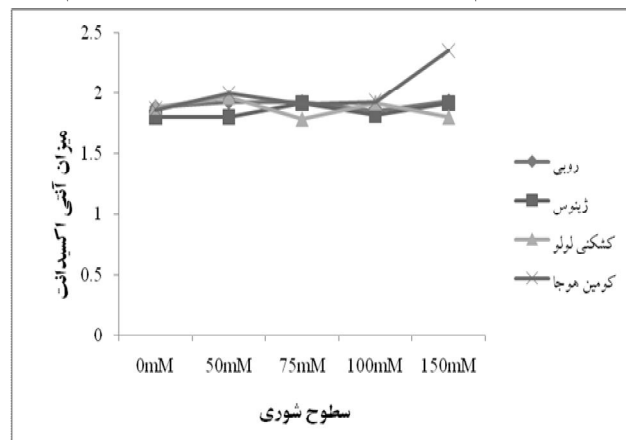 2.5
2
1.5
1
0.5
0
میزان آنتی اکسیدانت
0mM 50mM 75mM 100mM 150mM
سطوح شوری
روبی
ژینوس
کشکنی لولو
کومین هوجا